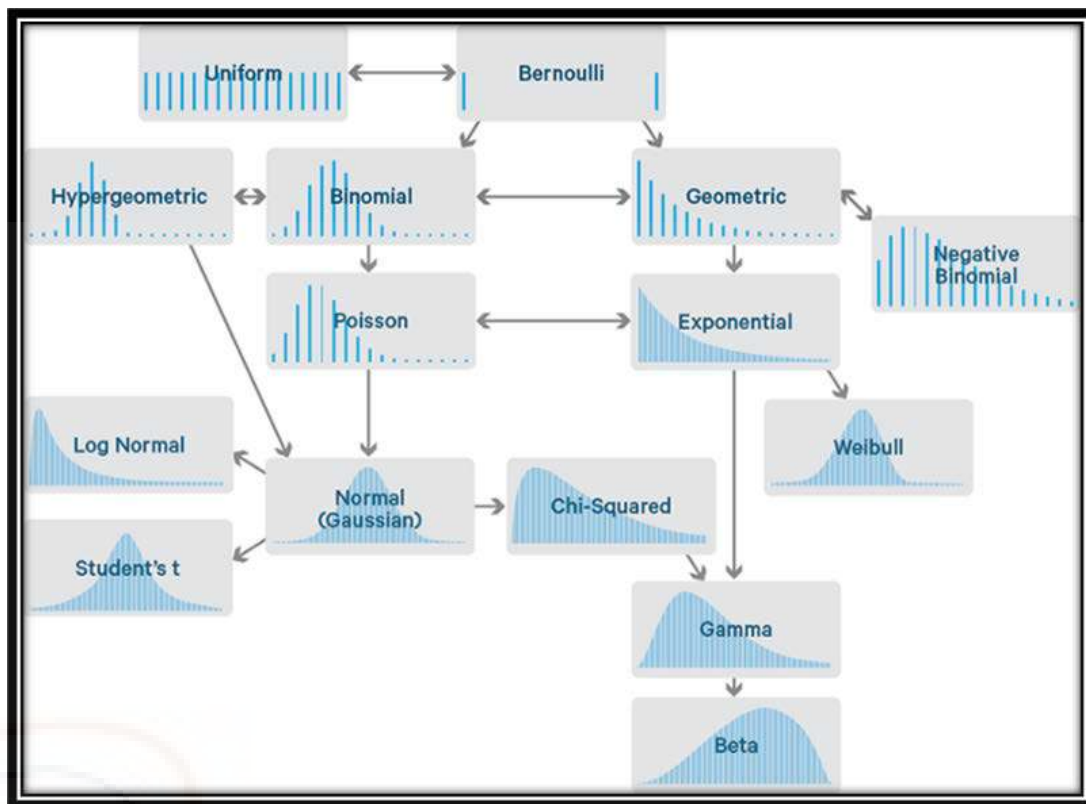 Uniform
Bernoulli
Hypergeometric
Binomial
Geometric
Negative
Binomial
Poisson
Exponential
Log Normal
Weibull
Normal
(Gaussian)
Chi-Squared
Student's t
Gamma
Beta